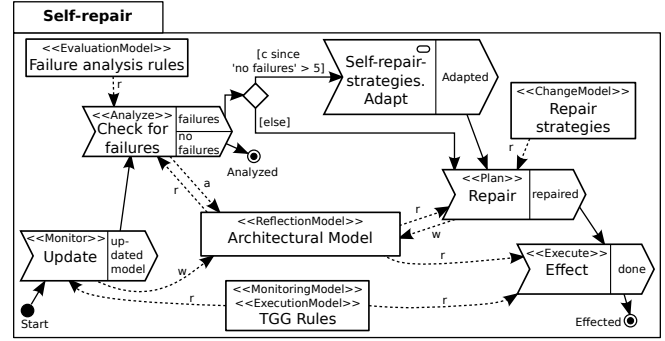 Self-repair
<<EvaluationModel>>
Failure analysis rules
r
[c since
'no failures' > 5]
Self-repair-
strategies.
Adapt
Adapted
<<ChangeModel>>
Repair
strategies
r
<<Analyze>>
Check for
failures
failures
no
failures
[else]
Analyzed
r
a
<<Plan>>
Repair
repaired
r
w
<<ReflectionModel>>
Architectural Model
<<Monitor>>
Update
up-
dated
model
w
r
<<Execute>>
Effect
done
<<MonitoringModel>>
<<ExecutionModel>>
TGG Rules
r
r
Start
Effected